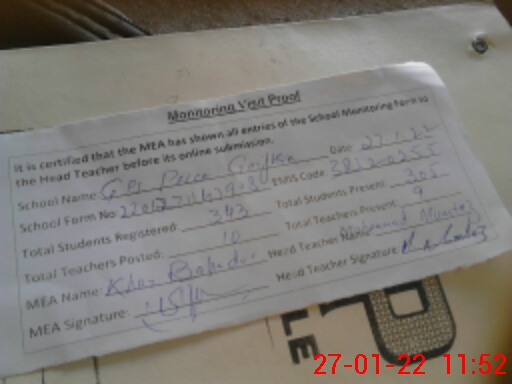 Monitoring Visit Proof
It is certified that the MEA has shown all entries of the School Monitoring Form to
the Head Teacher before its online submission.
School Name: GPS Date: 27.1.22
School Form No EMIS Code:
Total Students Registered: 343 Total Students Present: 302
Total Teachers Posted: 10 Total Teachers Present: 9
MEA Name: Khan Bahadur Head Teacher Name: Mohammad Mumtaz
MEA Signature: Head Teacher Signature:
P
LE
27-01-22 11:52